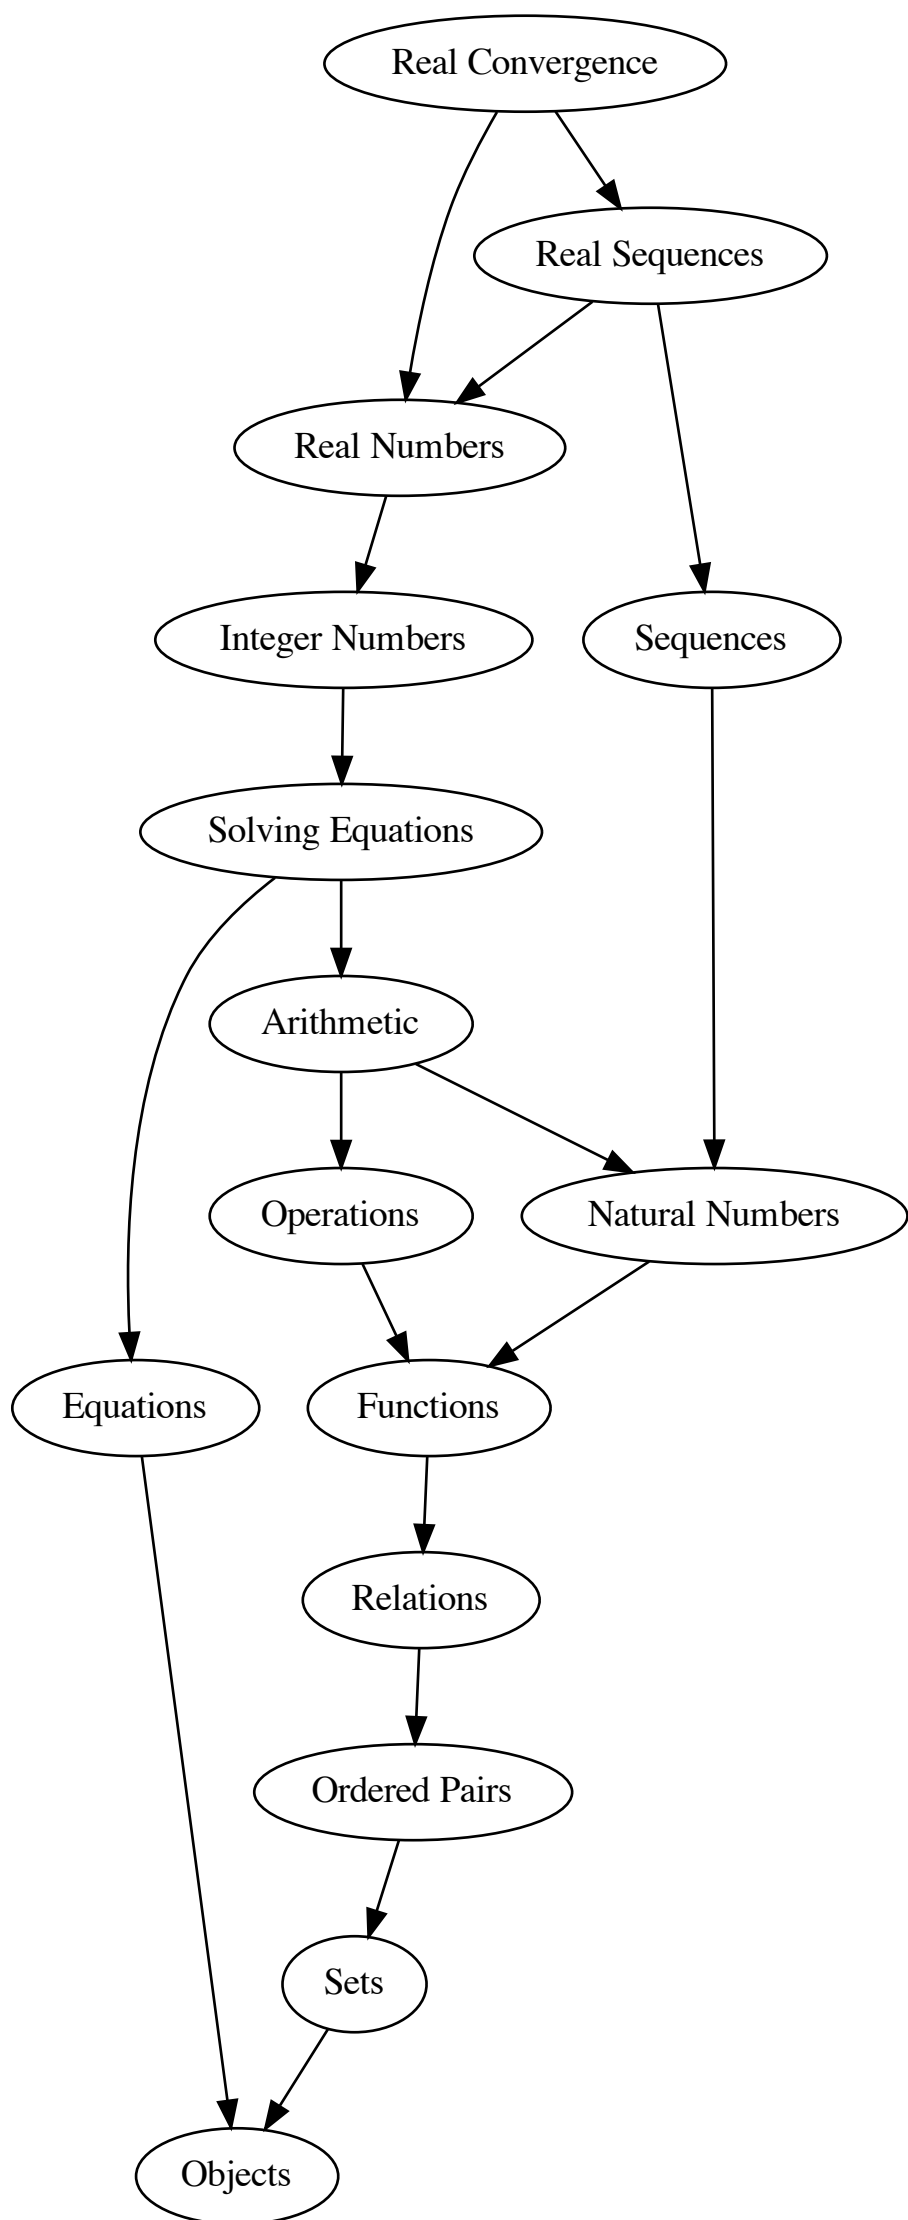 Real Convergence
Real Sequences
Real Numbers
Integer Numbers
Sequences
Solving Equations
Arithmetic
Operations
Natural Numbers
Equations
Functions
Relations
Ordered Pairs
Sets
Objects